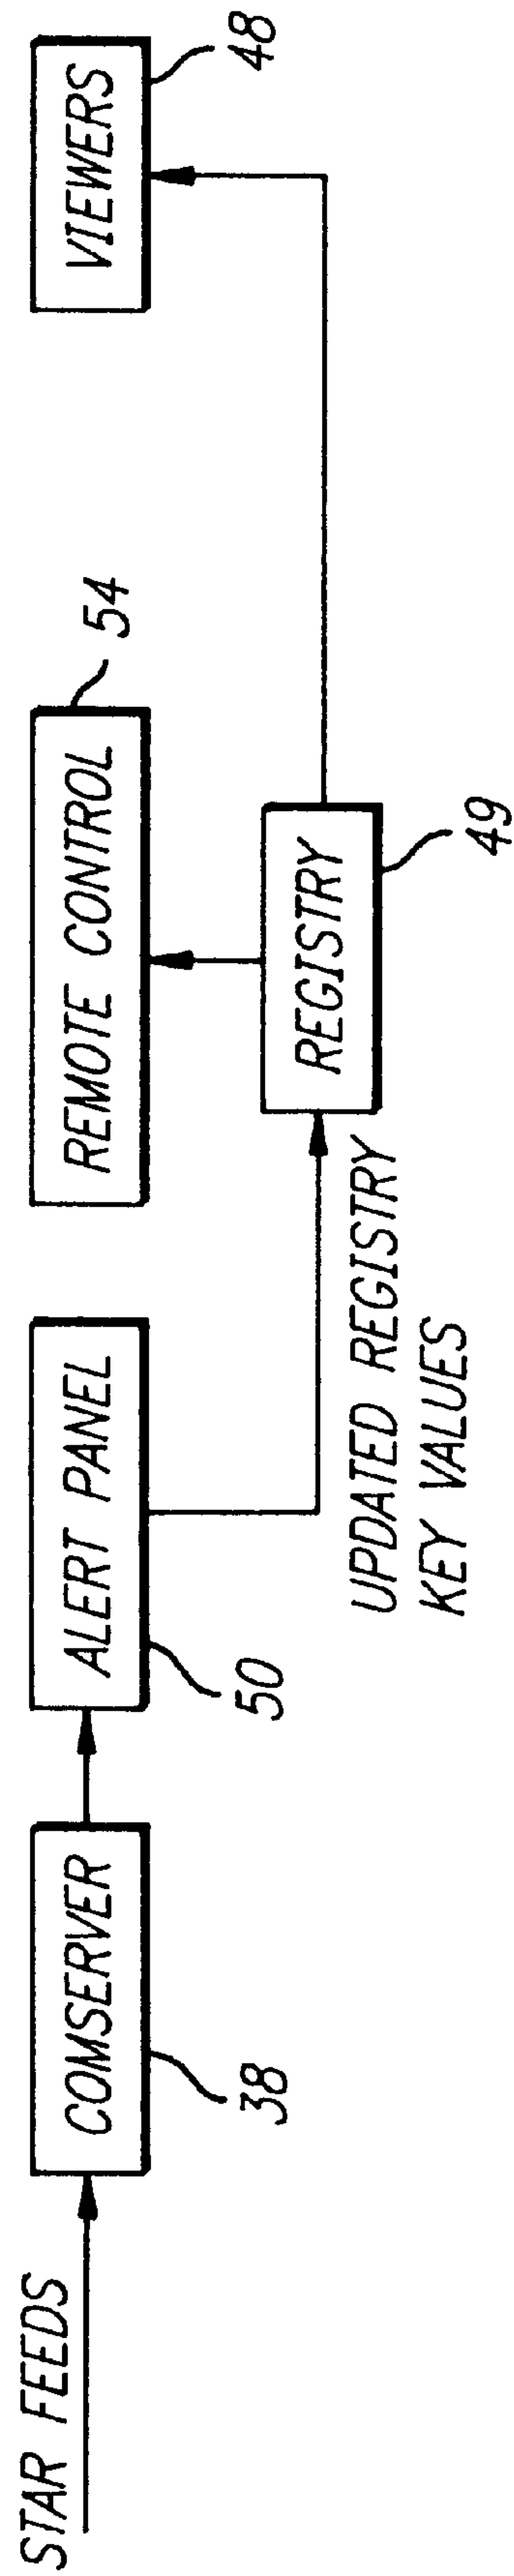 STAR FEEDS
COMSERVER
38
ALERT PANEL
50
UPDATED REGISTRY
KEY VALUES
REMOTE CONTROL
54
REGISTRY
49
VIEWERS
48